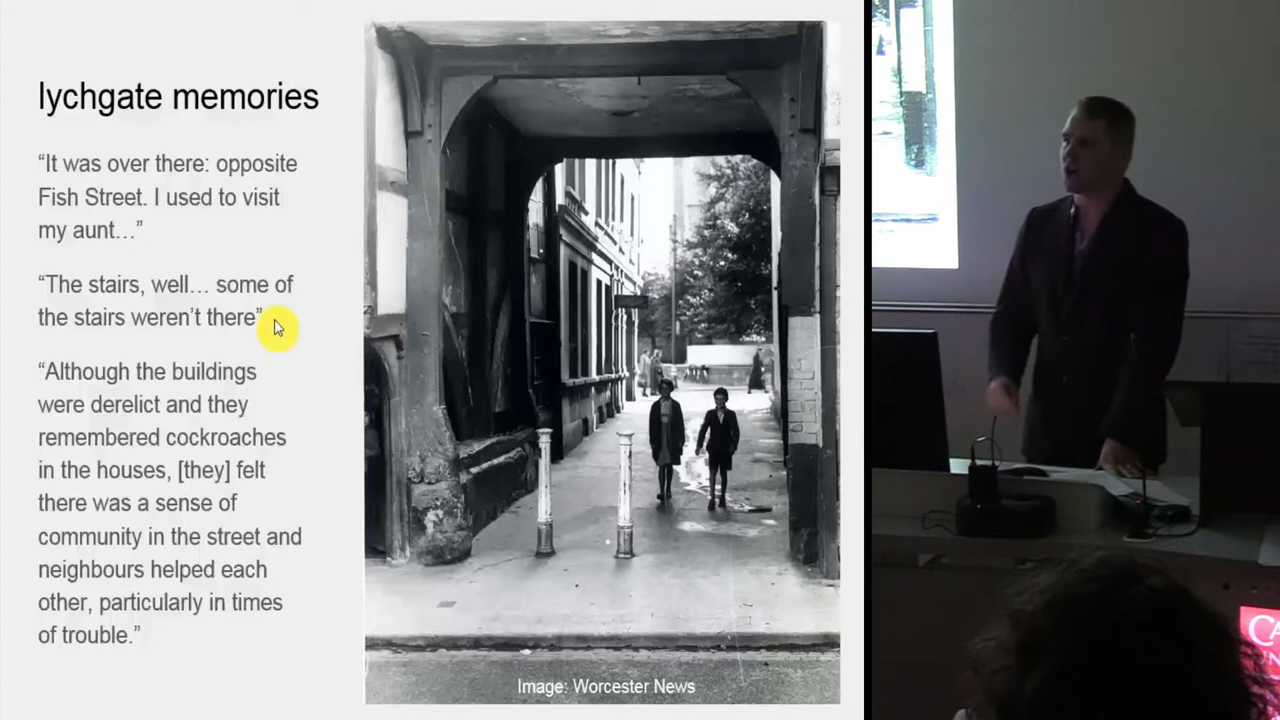 lychgate memories
“It was over there: opposite
Fish Street. I used to visit
my aunt…”
“The stairs, well… some of
the stairs weren’t there”
“Although the buildings
were derelict and they
remembered cockroaches
in the houses, [they] felt
there was a sense of
community in the street and
neighbours helped each
other, particularly in times
of trouble.”
Image: Worcester News